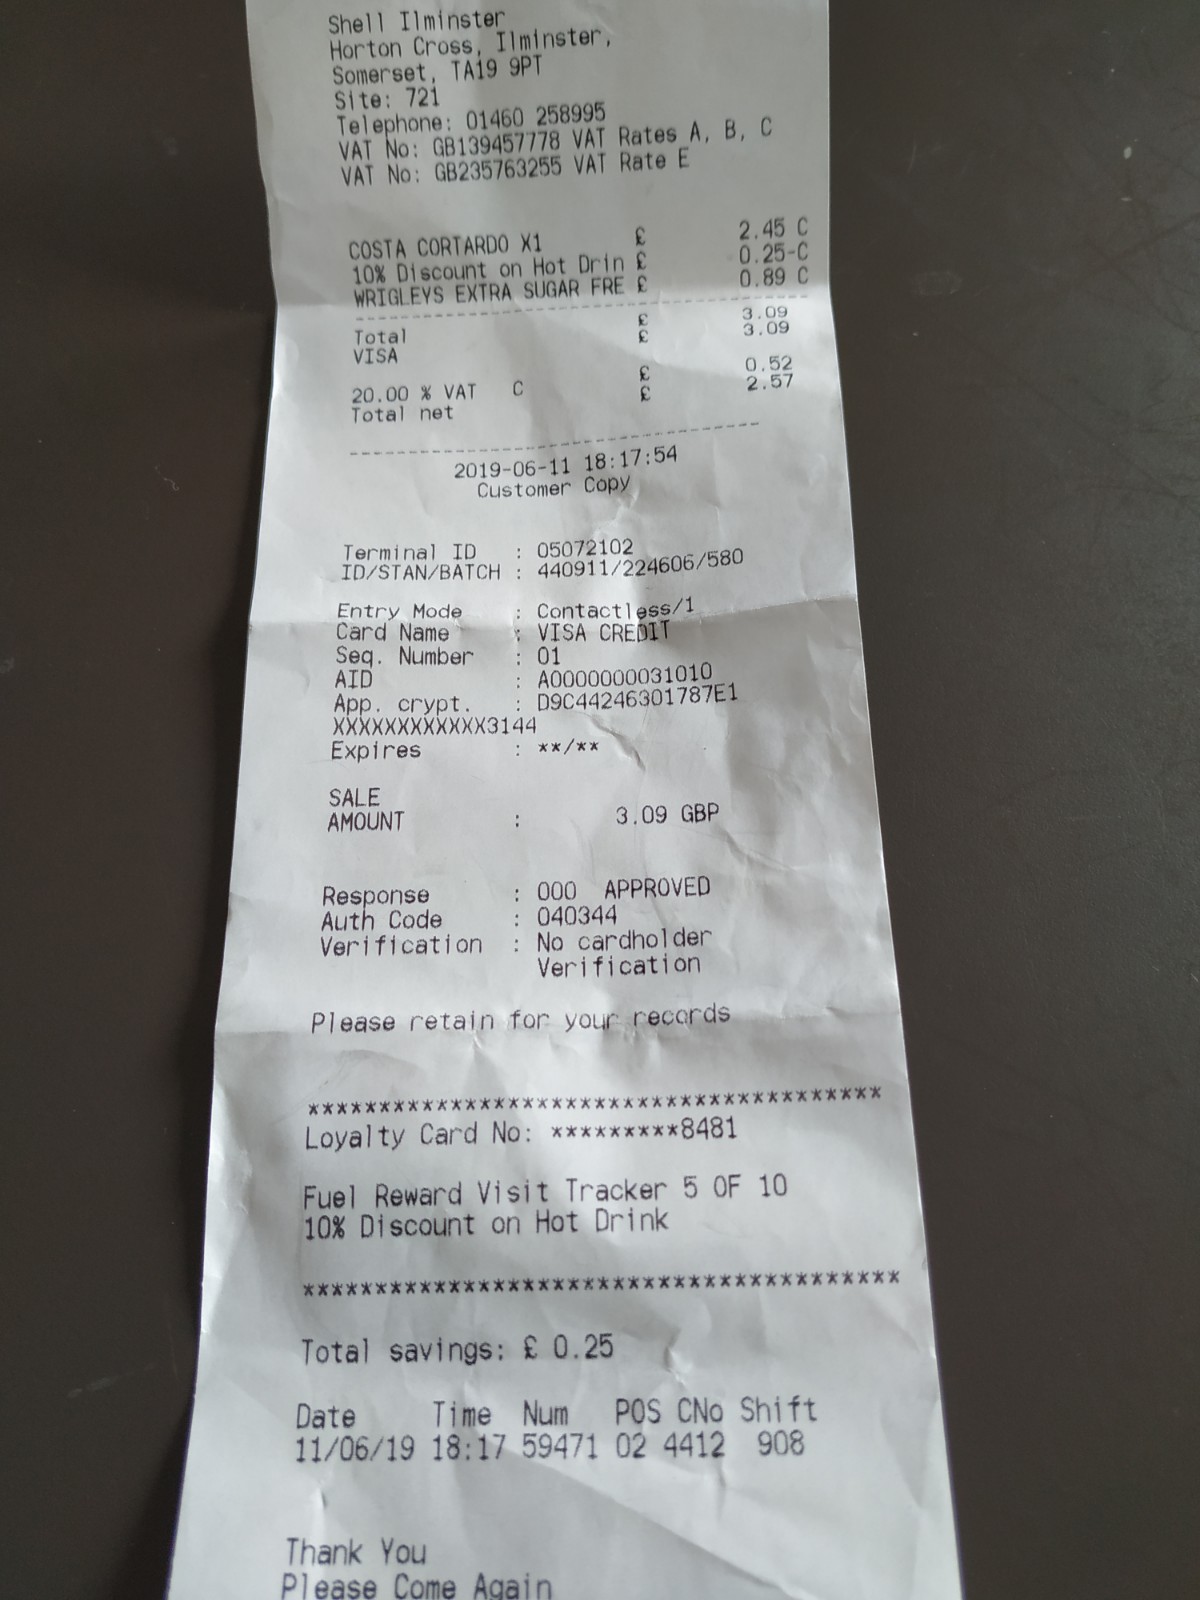 Shell Ilminster
Horton Cross, Ilminster,
Somerset, TA19 9PT
Site: 721
Telephone: 01460 258995
VAT No: GB139457778 VAT Rates A, B, C
VAT No: GB235763255 VAT Rate E
COSTA CORTARDO X1 £ 2.45 C
10% Discount on Hot Drin £ 0.25-C
WRIGLEYS EXTRA SUGAR FRE £ 0.89 C
Total £ 3.09
VISA £ 3.09
20.00 % VAT C £ 0.52
Total net £ 2.57
2019-06-11 18:17:54
Customer Copy
Terminal ID : 05072102
ID/STAN/BATCH : 440911/224606/580
Entry Mode : Contactless/1
Card Name : VISA CREDIT
Seq. Number : 01
AID : A0000000031010
App. crypt. : D9C44246301787E1
XXXXXXXXXXXX3144
Expires : **/**
SALE
AMOUNT : 3.09 GBP
Response : 000 APPROVED
Auth Code : 040344
Verification : No cardholder
Verification
Please retain for your records
****************************************
Loyalty Card No: *********8481
Fuel Reward Visit Tracker 5 OF 10
10% Discount on Hot Drink
****************************************
Total savings: £ 0.25
Date Time Num POS CNo Shift
11/06/19 18:17 59471 02 4412 908
Thank You
Please Come Again